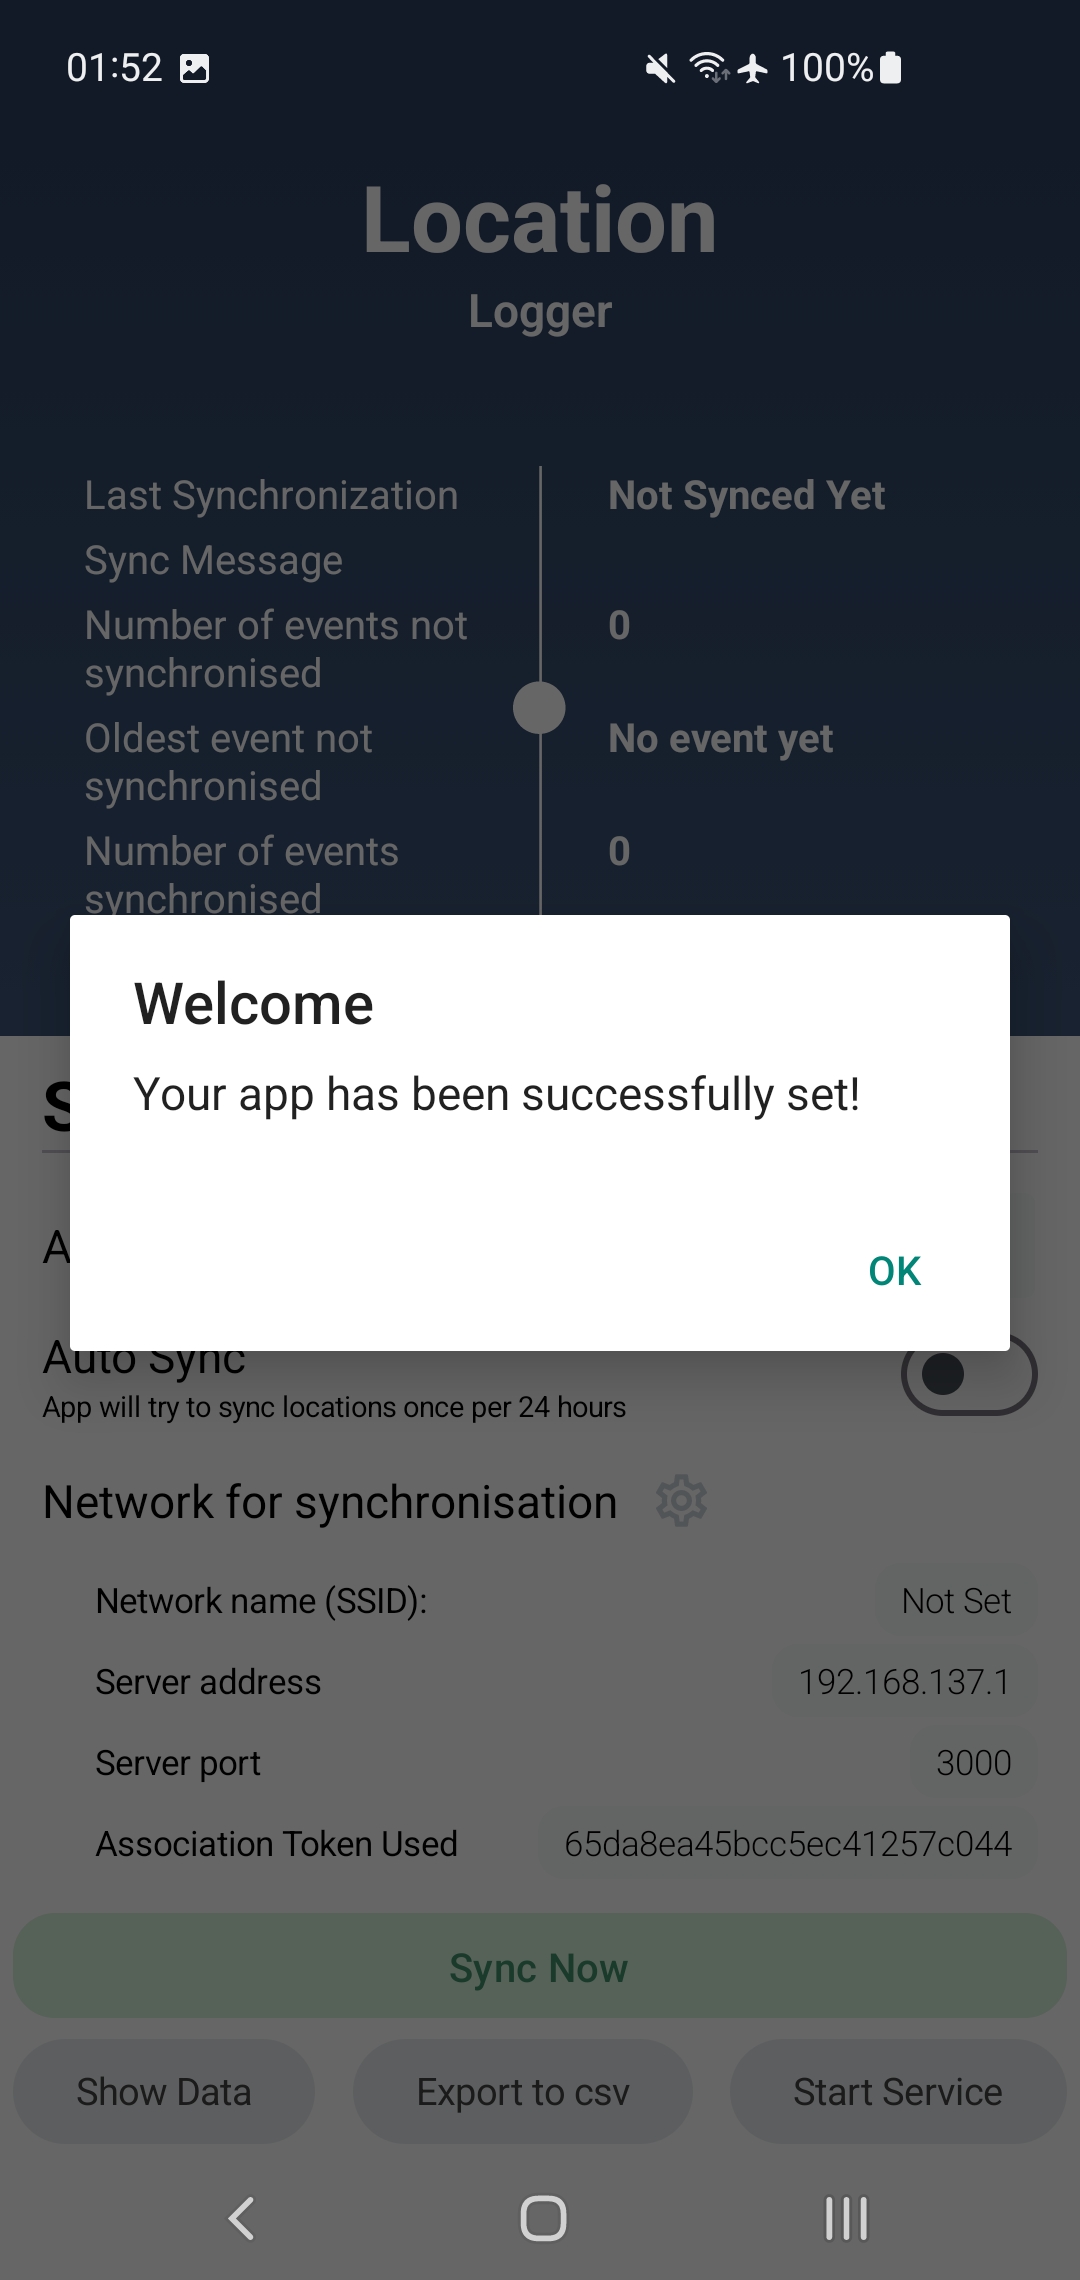 01:52
100%
Location
Logger
Last Synchronization Not Synced Yet
Sync Message
Number of events not 0
synchronised
Oldest event not No event yet
synchronised
Number of events 0
synchronised
Welcome
Your app has been successfully set!
OK
S
A
Auto Sync
App will try to sync locations once per 24 hours
Network for synchronisation
Network name (SSID): Not Set
Server address 192.168.137.1
Server port 3000
Association Token Used 65da8ea45bcc5ec41257c044
Sync Now
Show Data Export to csv Start Service